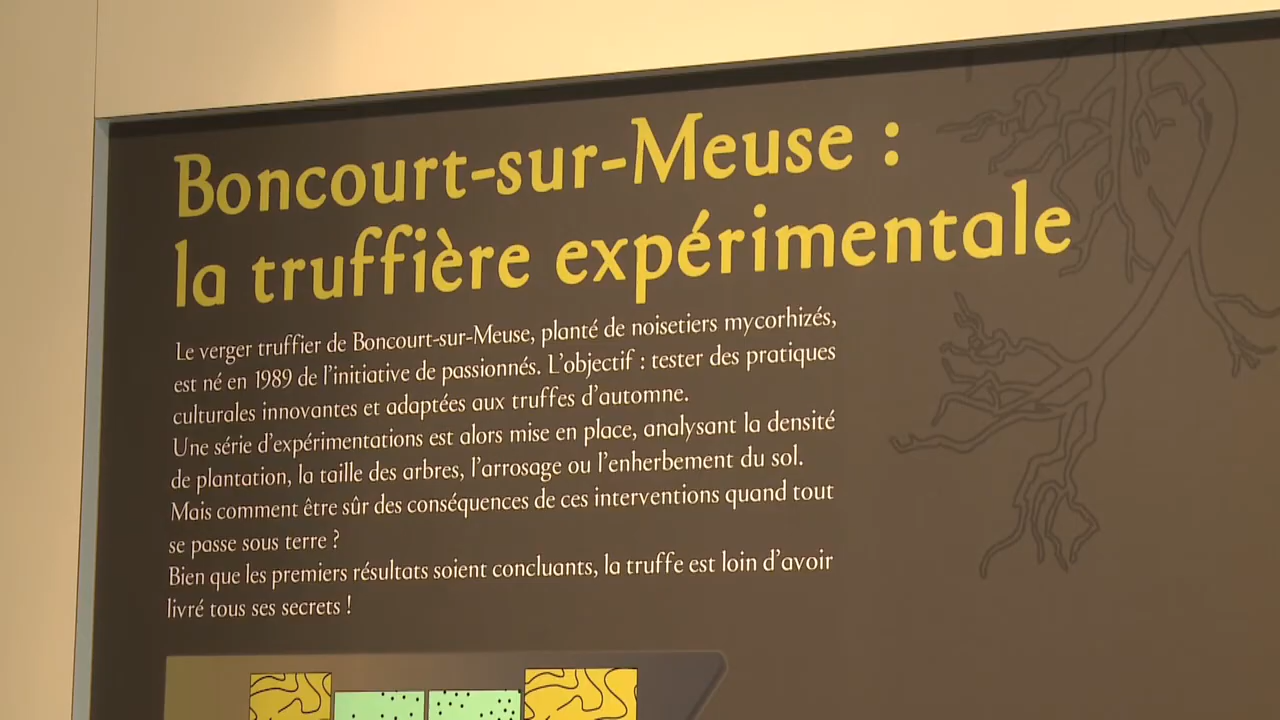 Boncourt-sur-Meuse :
la truffière expérimentale
Le verger truffier de Boncourt-sur-Meuse, planté de noisetiers mycorhizés,
est né en 1989 de l'initiative de passionnés. L'objectif : tester des pratiques
culturales innovantes et adaptées aux truffes d'automne.
Une série d'expérimentations est alors mise en place, analysant la densité
de plantation, la taille des arbres, l'arrosage ou l'enherbement du sol.
Mais comment être sûr des conséquences de ces interventions quand tout
se passe sous terre ?
Bien que les premiers résultats soient concluants, la truffe est loin d'avoir
livré tous ses secrets !